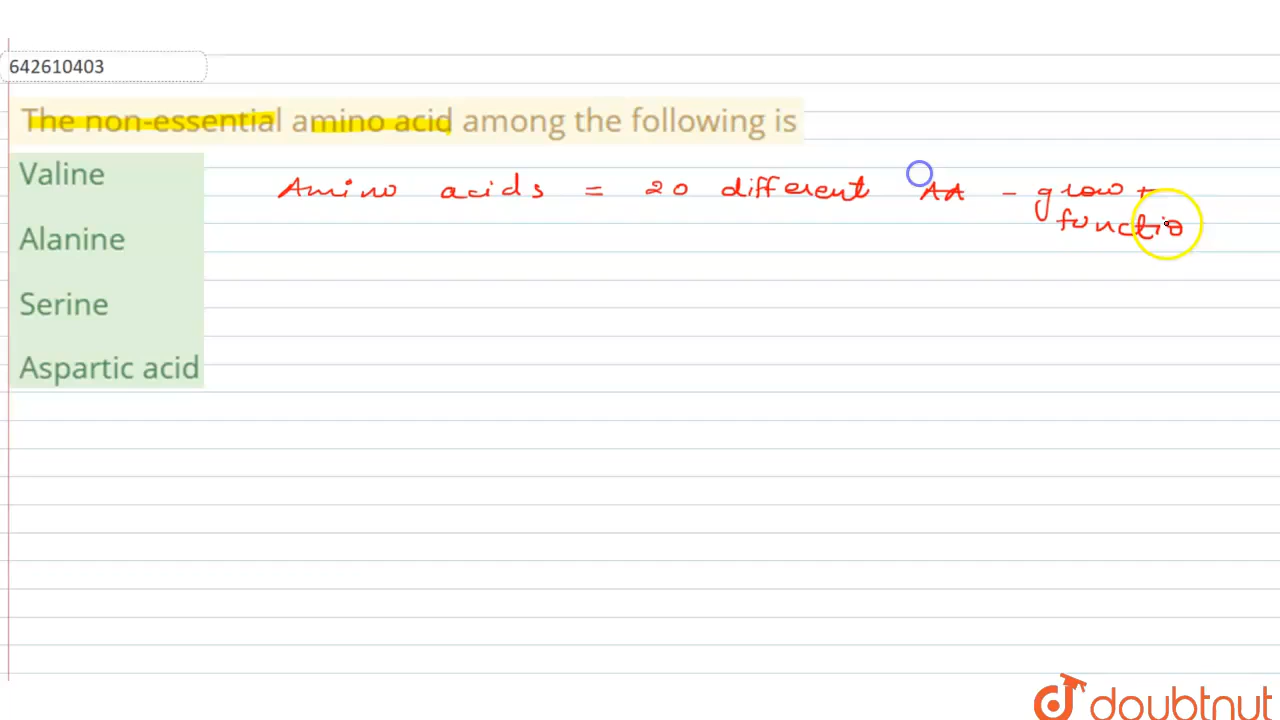 642610403
The non-essential amino acid among the following is
Valine
Amino acids = 20 different AA - grow +
functio
Alanine
Serine
Aspartic acid
doubtnut